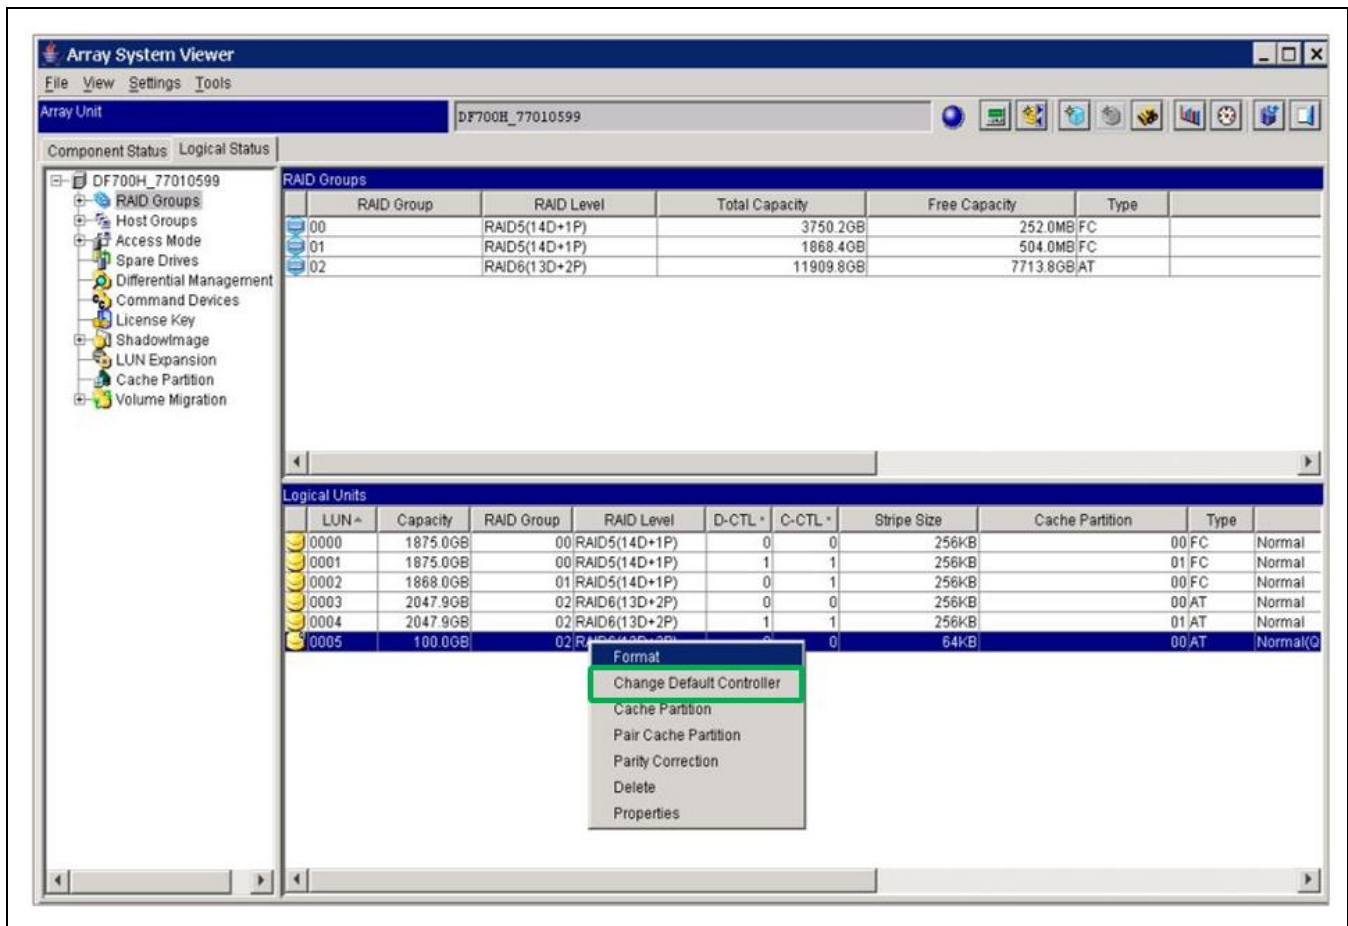 Array System Viewer
File View Settings Tools
Array Unit DF700H_77010599
Component Status Logical Status
DF700H_77010599
RAID Groups
Host Groups
Access Mode
Spare Drives
Differential Management
Command Devices
License Key
ShadowImage
LUN Expansion
Cache Partition
Volume Migration
RAID Groups
RAID Group RAID Level Total Capacity Free Capacity Type
00 RAID5(14D+1P) 3750.2GB 252.0MB FC
01 RAID5(14D+1P) 1868.4GB 504.0MB FC
02 RAID6(13D+2P) 11909.8GB 7713.8GB AT
Logical Units
LUN RAID Group Capacity RAID Level D-CTL * C-CTL * Stripe Size Cache Partition Type
0000 1875.0GB 00 RAID5(14D+1P) 0 0 256KB 00 FC Normal
0001 1875.0GB 00 RAID5(14D+1P) 1 1 256KB 01 FC Normal
0002 1868.0GB 01 RAID5(14D+1P) 0 1 256KB 00 FC Normal
0003 2047.9GB 02 RAID6(13D+2P) 0 0 256KB 00 AT Normal
0004 2047.9GB 02 RAID6(13D+2P) 1 1 256KB 01 AT Normal
0005 100.0GB 02 0 64KB 00 AT Normal(Q
Format
Change Default Controller
Cache Partition
Pair Cache Partition
Parity Correction
Delete
Properties